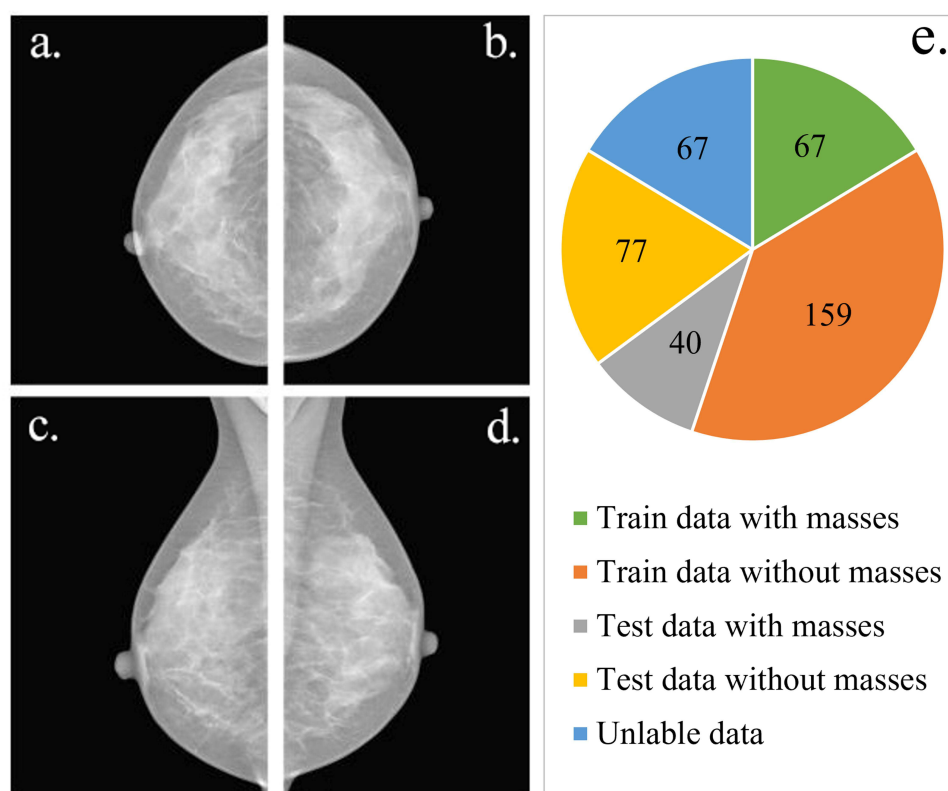 a.
b.
c.
d.
e.
67
67
77
159
40
Train data with masses
Train data without masses
Test data with masses
Test data without masses
Unlable data